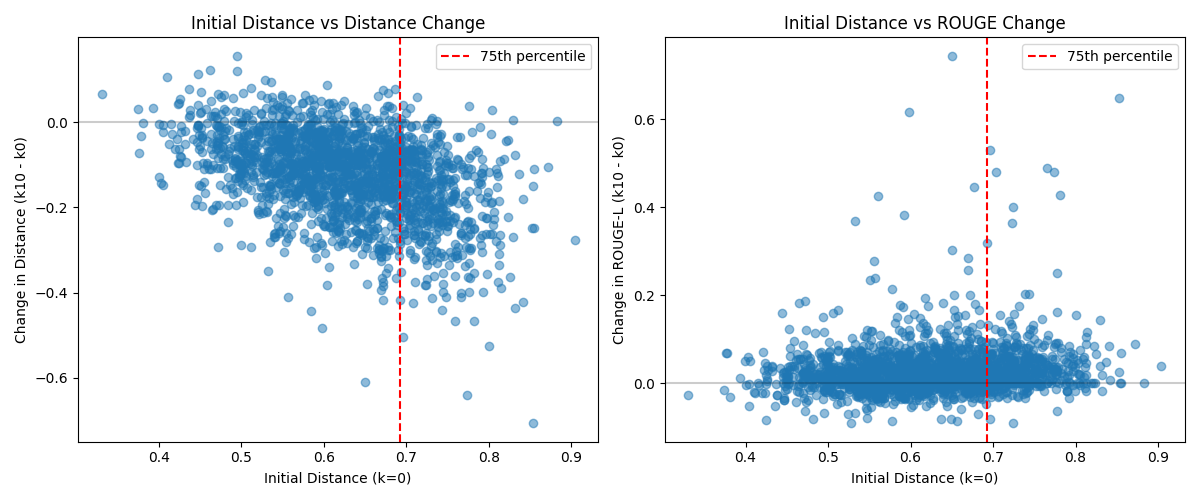 Initial Distance vs Distance Change
75th percentile
Change in Distance (k10 - k0)
0.0
−0.2
−0.4
−0.6
0.4
0.5
0.6
0.7
0.8
0.9
Initial Distance (k=0)
Initial Distance vs ROUGE Change
75th percentile
Change in ROUGE-L (k10 - k0)
0.6
0.4
0.2
0.0
0.4
0.5
0.6
0.7
0.8
0.9
Initial Distance (k=0)